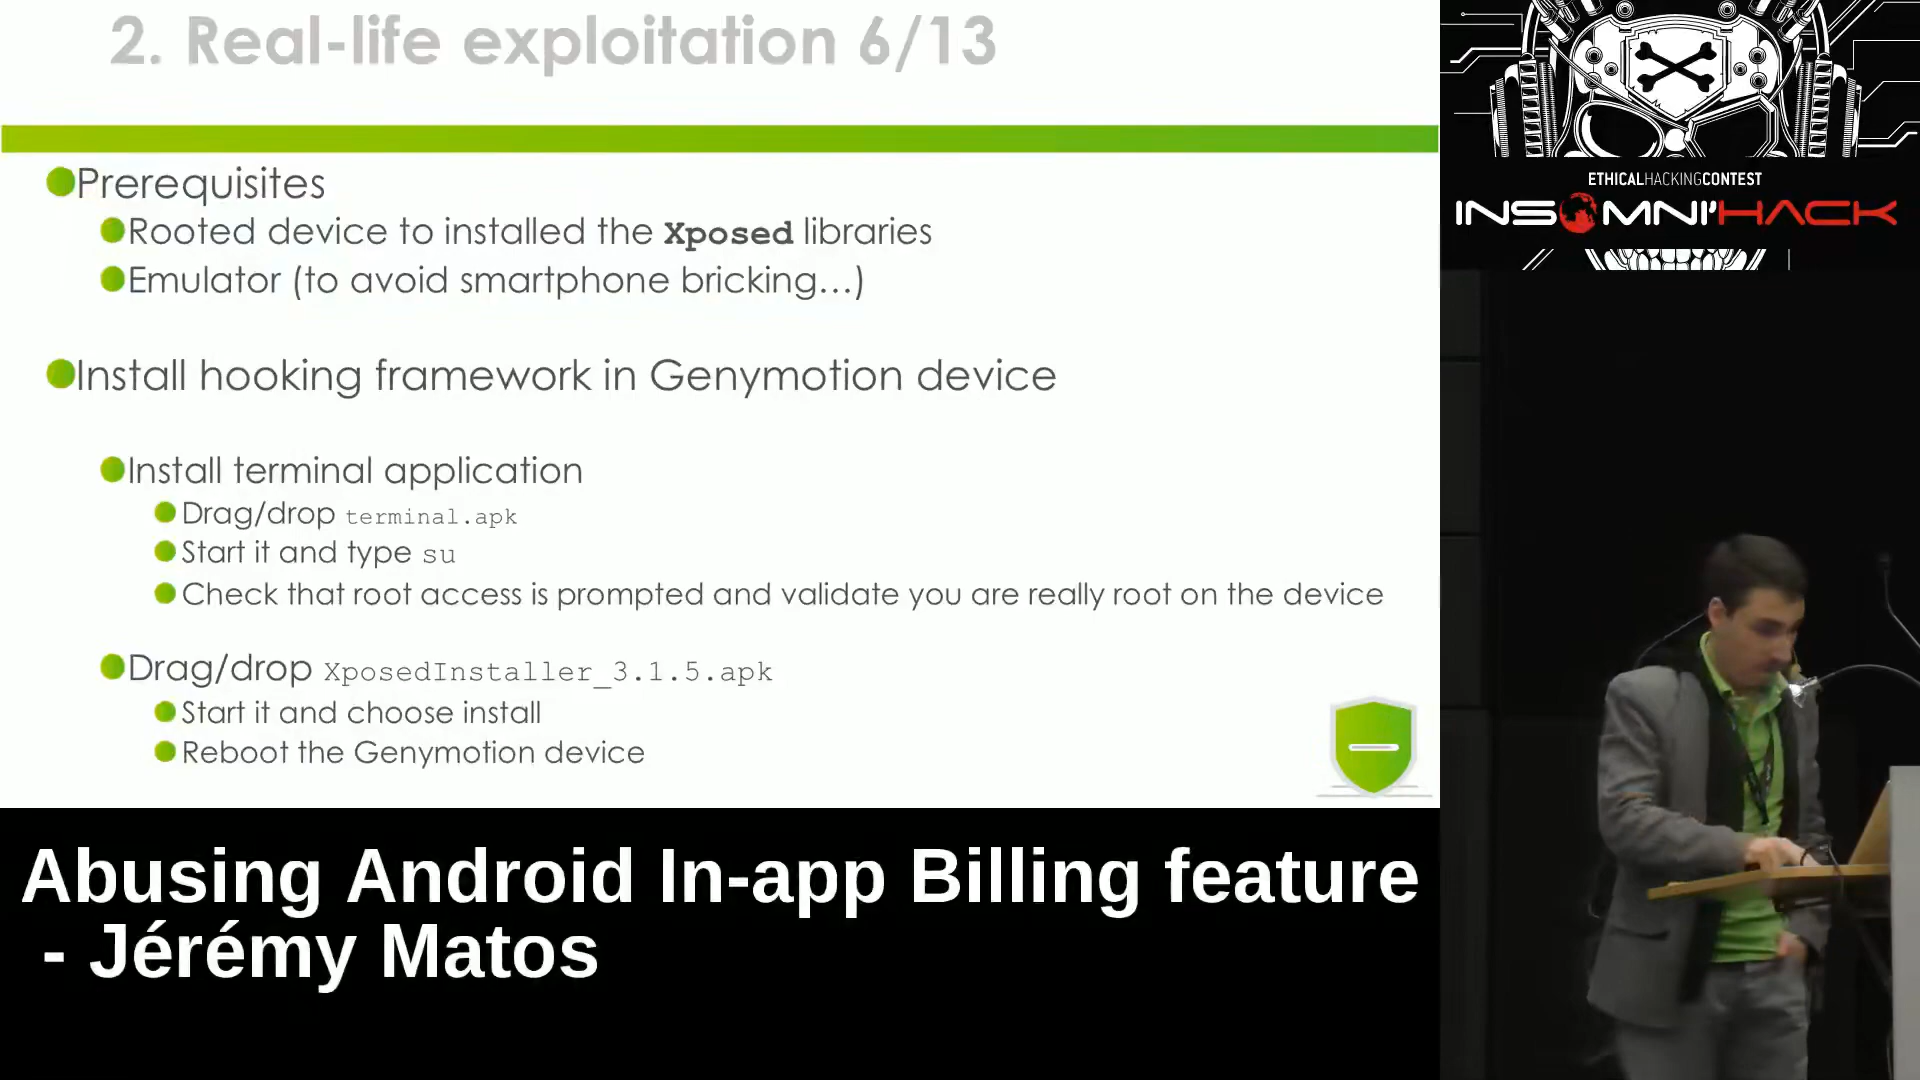 2. Real-life exploitation 6/13
Prerequisites
Rooted device to installed the Xposed libraries
Emulator (to avoid smartphone bricking...)
Install hooking framework in Genymotion device
Install terminal application
Drag/drop terminal.apk
Start it and type su
Check that root access is prompted and validate you are really root on the device
Drag/drop XposedInstaller_3.1.5.apk
Start it and choose install
Reboot the Genymotion device
ETHICALHACKINGCONTEST
INSOMNI'HACK
Abusing Android In-app Billing feature
- Jérémy Matos